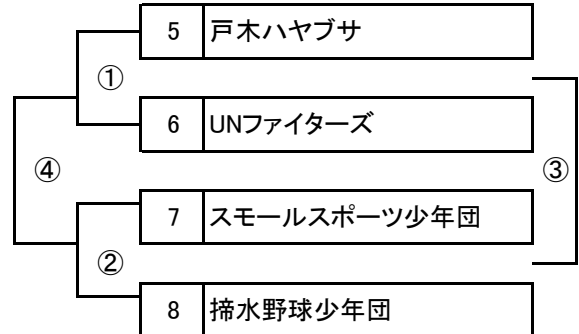 5 戸木ハヤブサ
①
6 UNファイターズ
④ ③
7 スモールスポーツ少年団
②
8 揥水野球少年団